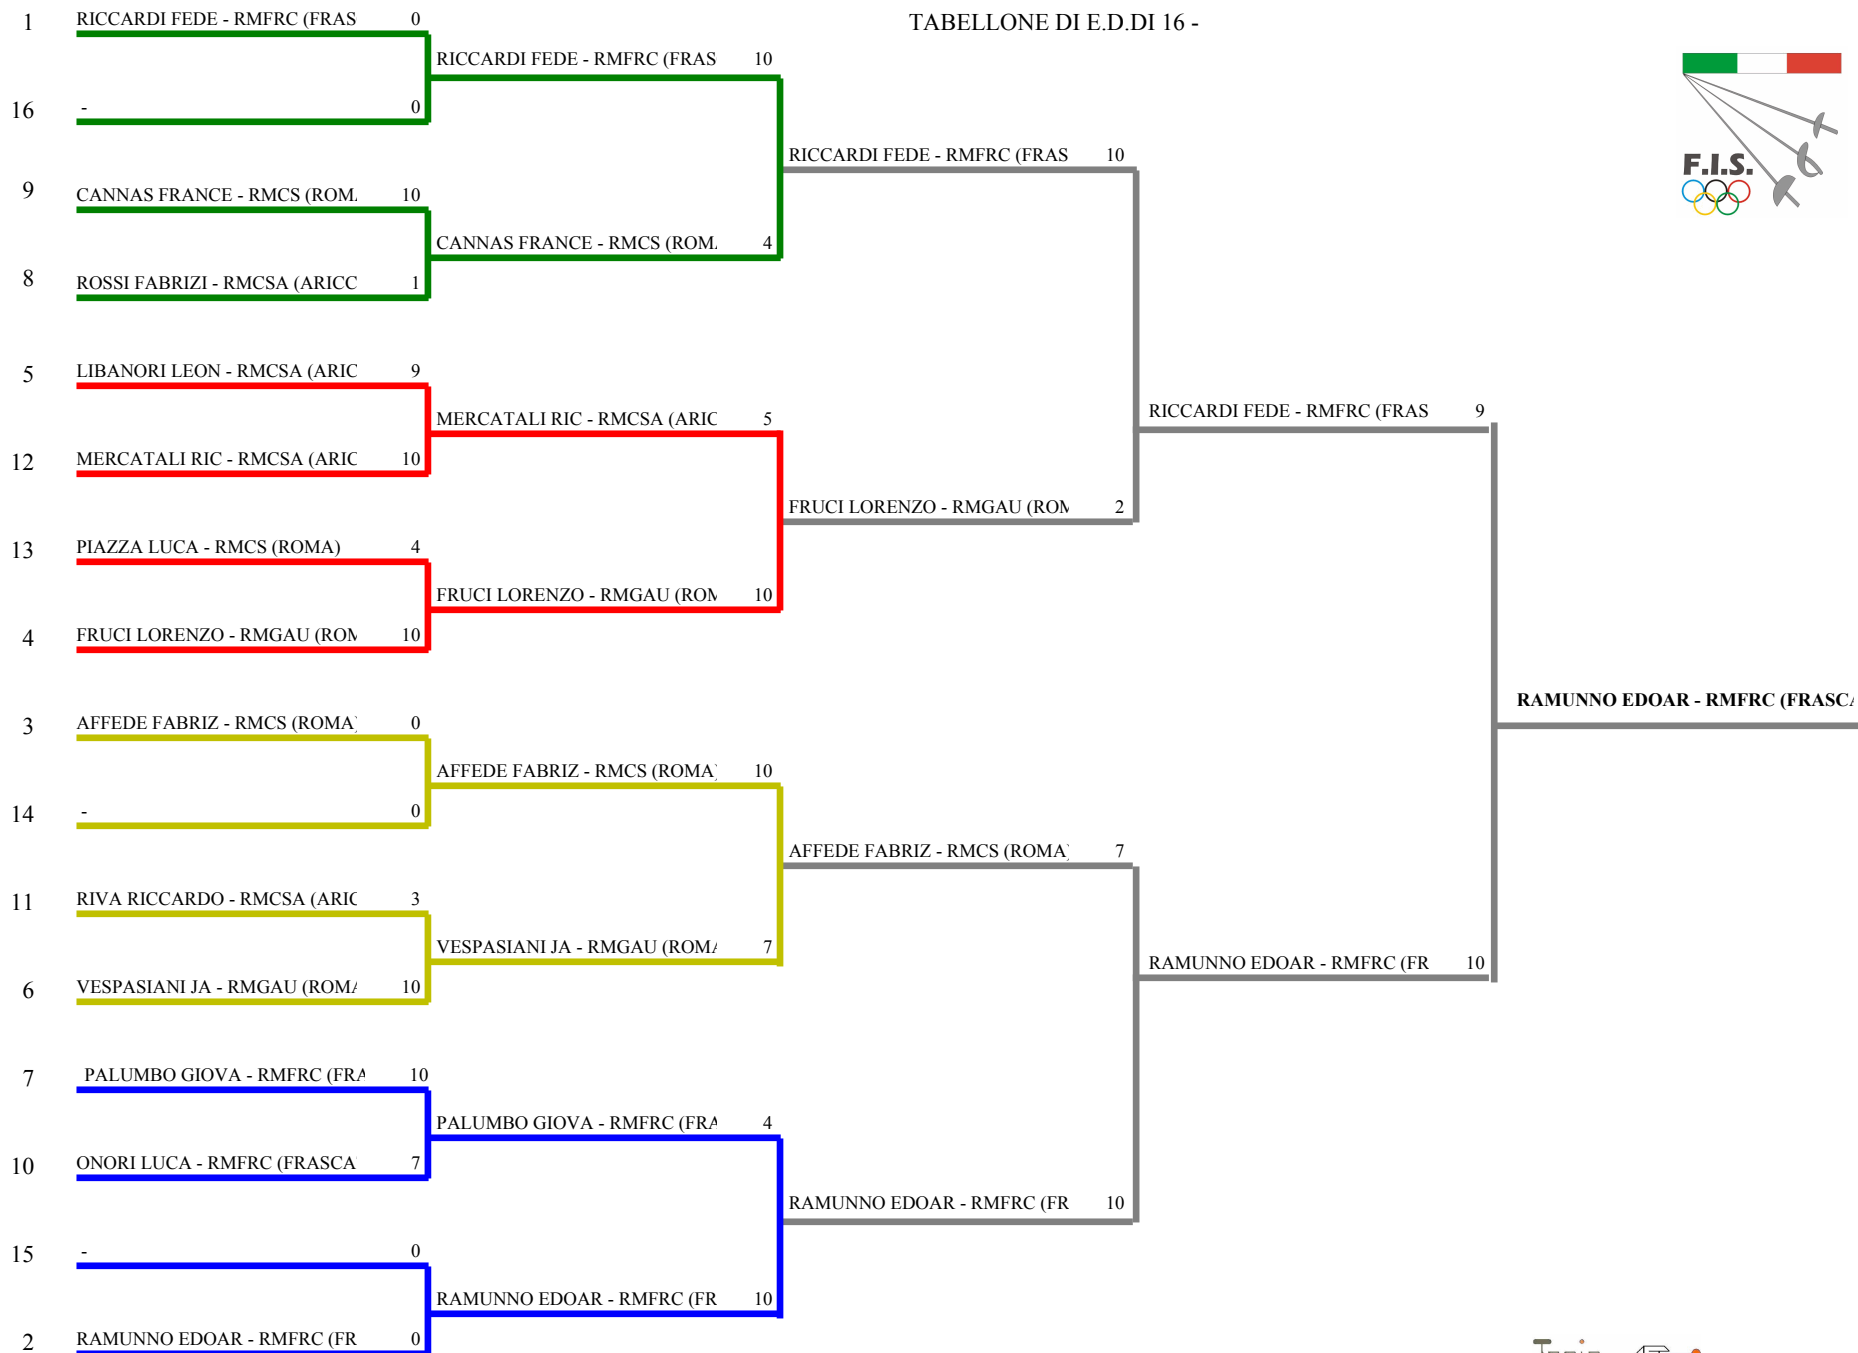 TABELLONE DI E.D.DI 16 -
F.I.S.
1 RICCARDI FEDE - RMFRC (FRAS 0
16 - 0
9 CANNAS FRANCE - RMCS (ROM 10
8 ROSSI FABRIZI - RMCSA (ARICC 1
5 LIBANORI LEON - RMCSA (ARIC 9
12 MERCATALI RIC - RMCSA (ARIC 10
13 PIAZZA LUCA - RMCS (ROMA) 4
4 FRUCI LORENZO - RMGAU (ROM 10
3 AFFEDE FABRIZ - RMCS (ROMA) 0
14 - 0
11 RIVA RICCARDO - RMCSA (ARIC 3
6 VESPASIANI JA - RMGAU (ROMA 10
7 PALUMBO GIOVA - RMFRC (FRA 10
10 ONORI LUCA - RMFRC (FRASCA 7
15 - 0
2 RAMUNNO EDOAR - RMFRC (FR 0
RICCARDI FEDE - RMFRC (FRAS 10
CANNAS FRANCE - RMCS (ROM 4
MERCATALI RIC - RMCSA (ARIC 5
FRUCI LORENZO - RMGAU (ROM 10
AFFEDE FABRIZ - RMCS (ROMA) 10
VESPASIANI JA - RMGAU (ROMA 7
PALUMBO GIOVA - RMFRC (FRA 4
RAMUNNO EDOAR - RMFRC (FR 10
RICCARDI FEDE - RMFRC (FRAS 10
FRUCI LORENZO - RMGAU (ROM 2
AFFEDE FABRIZ - RMCS (ROMA) 7
RAMUNNO EDOAR - RMFRC (FR 10
RICCARDI FEDE - RMFRC (FRAS 9
RAMUNNO EDOAR - RMFRC (FR 10
RAMUNNO EDOAR - RMFRC (FRASCA